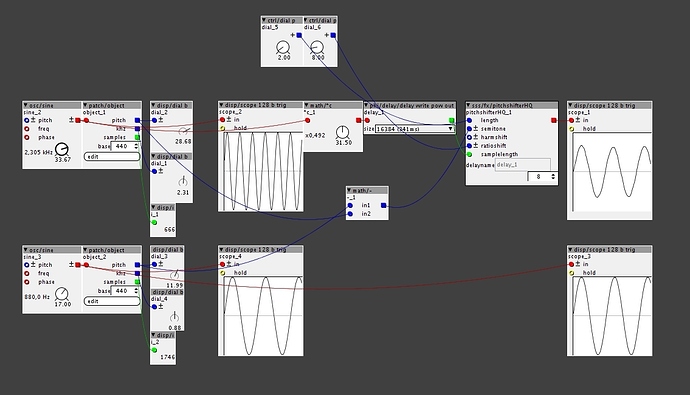 ctrl/dial p
ctrl/dial p
dial_5
dial_6
2.00
8.00
osc/sine
patch/object
disp/dial b
disp/scope 128 b trig
math/*c
delay/delay write pow out
sss/fx/pitchshifterHQ
disp/scope 128 b trig
sine_2
object_1
dial_2
scope_2
*c_1
delay_1
pitchshifterHQ_1
scope_1
pitch
pitch
in
length
in
freq
khz
hold
size 16384 (341ms)
semitone
hold
phase
samples
harmshift
2,305 kHz
base 440
28.68
x0,492
ratioshift
33.67
edit
31.50
samplelength
disp/dial b
dial_1
delayname delay_1
2.31
8
math/-
-_1
in1
in2
disp/i
i_1
666
osc/sine
patch/object
disp/dial b
disp/scope 128 b trig
disp/scope 128 b trig
sine_3
object_2
dial_3
scope_4
scope_3
pitch
pitch
in
in
freq
khz
hold
hold
phase
samples
11.99
880,0 Hz
base 440
disp/dial b
17.00
edit
dial_4
0.88
disp/i
i_2
1746